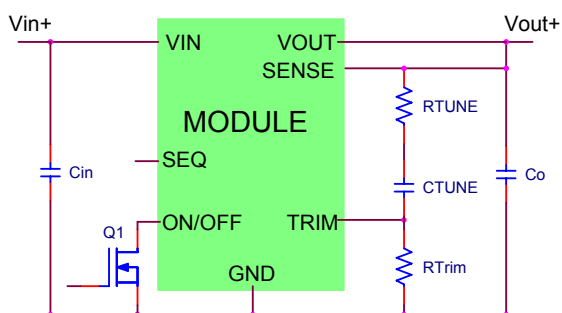 Vin+
Vout+
VIN
VOUT
SENSE
RTUNE
MODULE
SEQ
Cin
CTUNE
Co
Q1
ON/OFF
TRIM
GND
RTrim